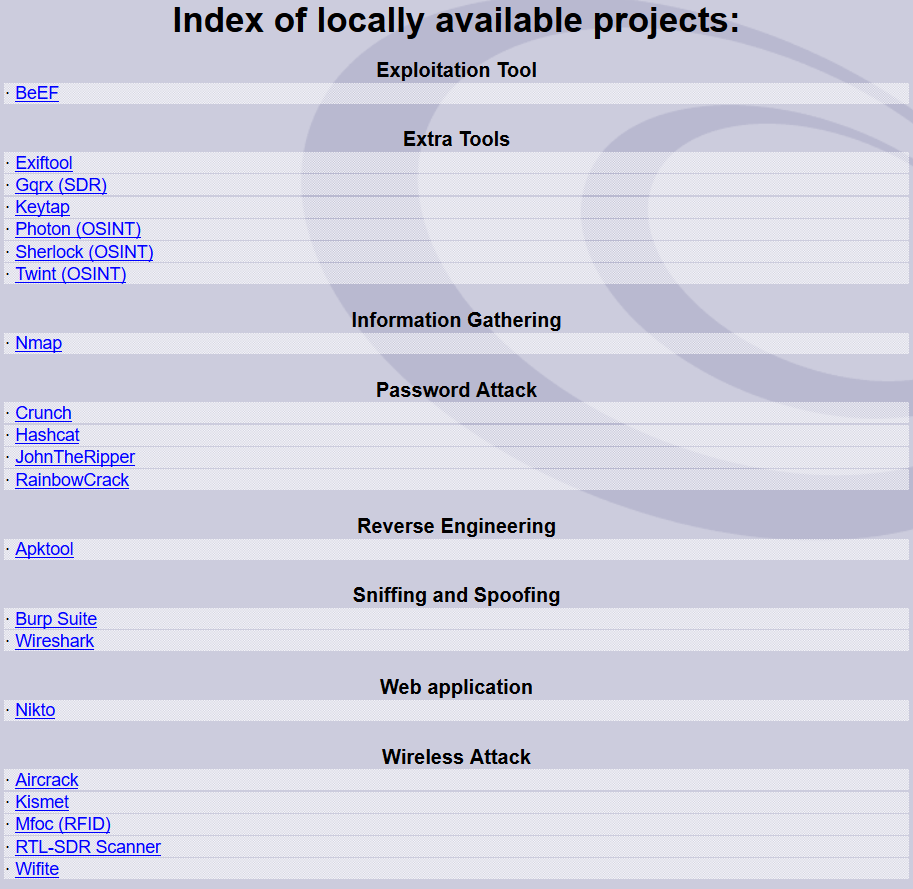 Index of locally available projects:
Exploitation Tool
· BeEF
Extra Tools
· Exiftool
· Gqrx (SDR)
· Keytap
· Photon (OSINT)
· Sherlock (OSINT)
· Twint (OSINT)
Information Gathering
· Nmap
Password Attack
· Crunch
· Hashcat
· JohnTheRipper
· RainbowCrack
Reverse Engineering
· Apktool
Sniffing and Spoofing
· Burp Suite
· Wireshark
Web application
· Nikto
Wireless Attack
· Aircrack
· Kismet
· Mfoc (RFID)
· RTL-SDR Scanner
· Wifite